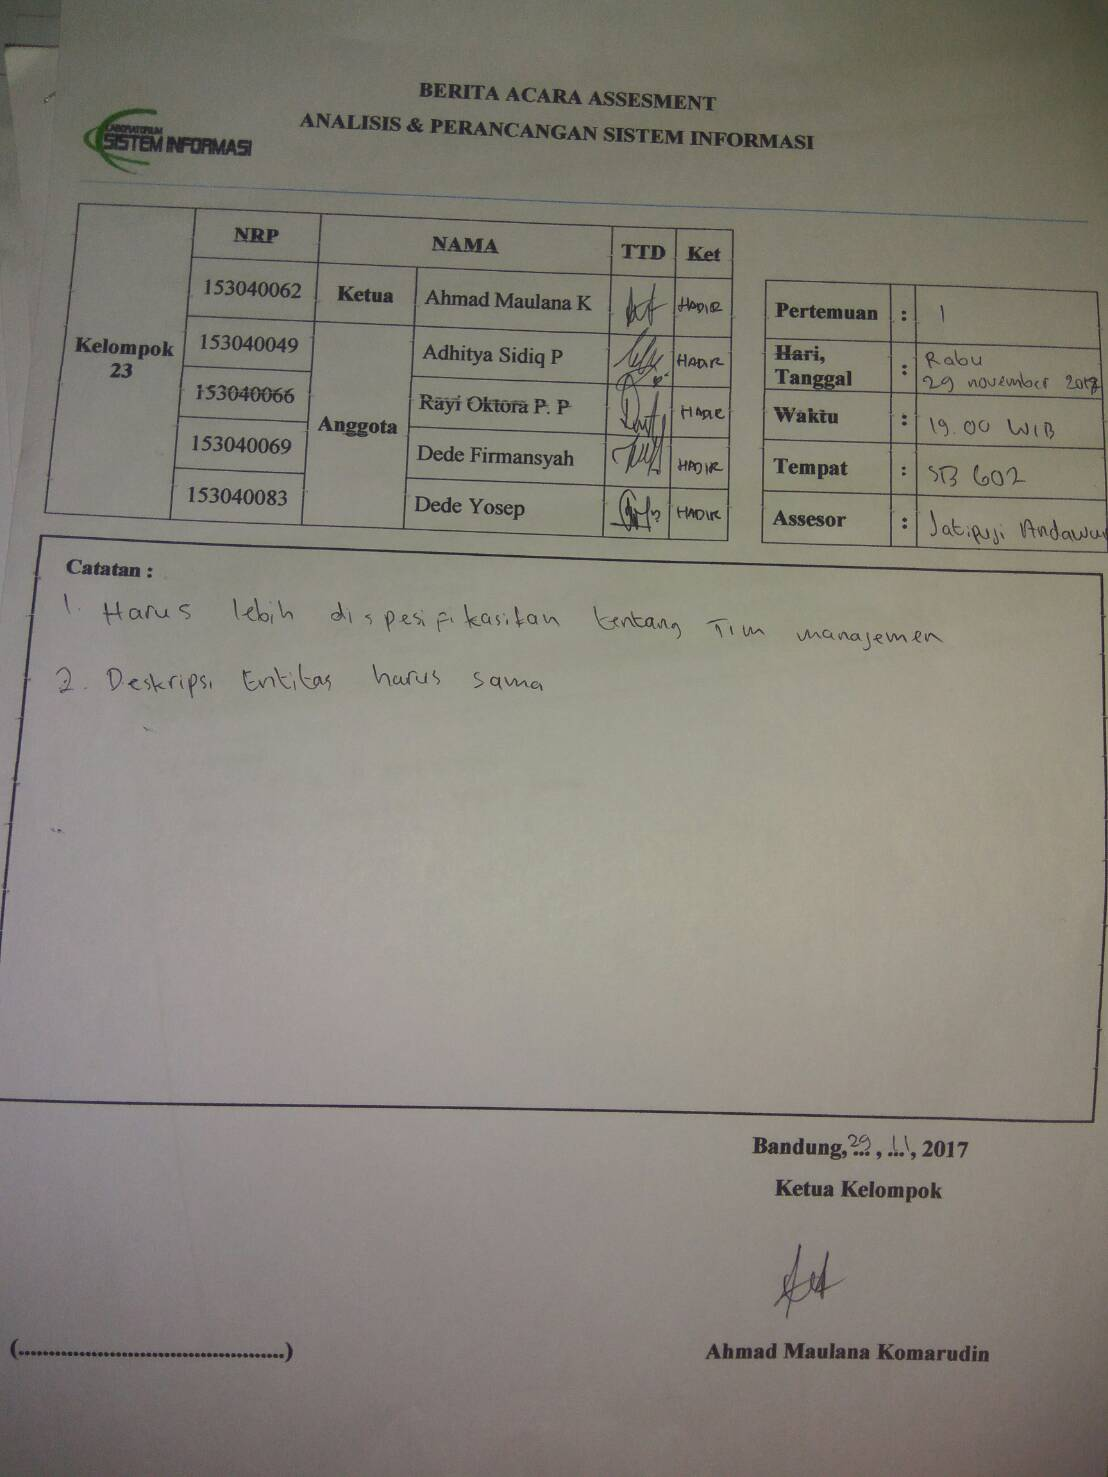 BERITA ACARA ASSESMENT
ANALISIS & PERANCANGAN SISTEM INFORMASI
LABORATORIUM
SISTEM INFORMASI
NRP NAMA TTD Ket
Kelompok
23
153040062 Ketua Ahmad Maulana K HADIR
153040049 Adhitya Sidiq P HADIR
153040066 Rayi Oktora P. P HADIR
Anggota
153040069 Dede Firmansyah HADIR
153040083 Dede Yosep HADIR
Pertemuan : 1
Hari, Tanggal : Rabu
29 november 2017
Waktu : 19.00 WIB
Tempat : SB 602
Assesor :
Catatan :
1. Harus lebih dispesifikasikan tentang Tim manajemen
2. Deskripsi Entitas harus sama
Bandung, 29, 11, 2017
Ketua Kelompok
(.............................................)
Ahmad Maulana Komarudin